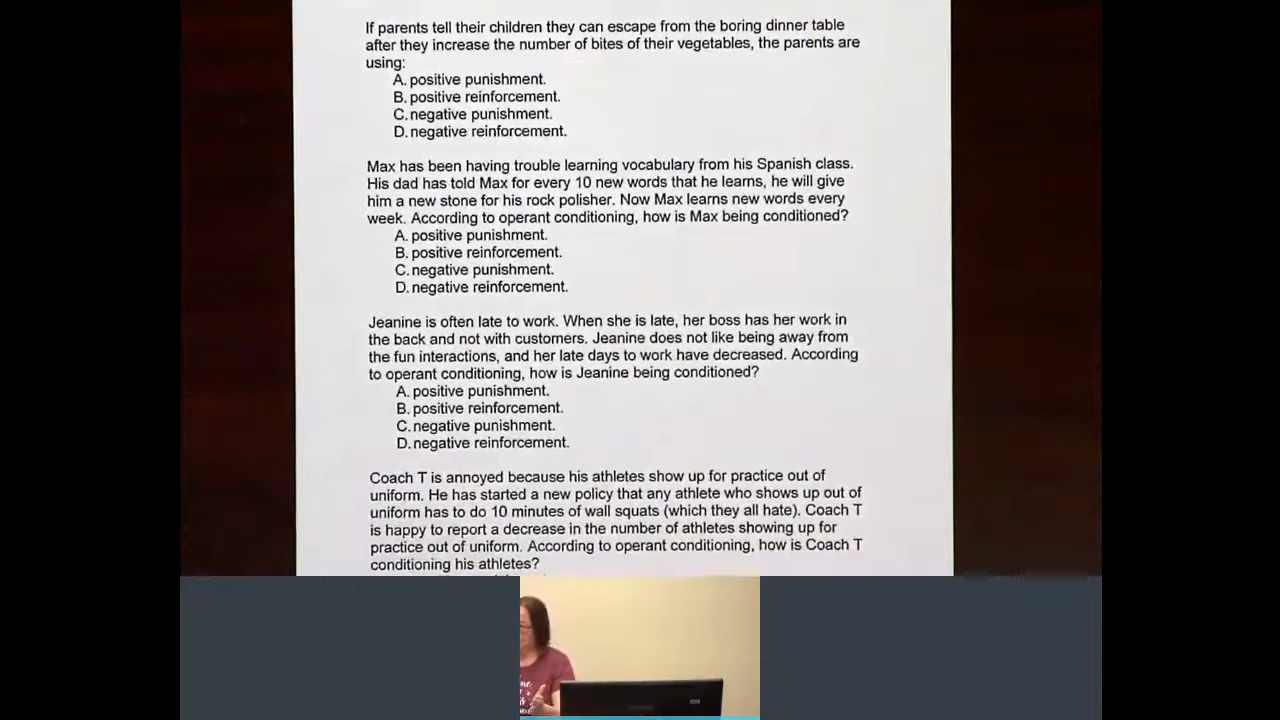 If parents tell their children they can escape from the boring dinner table
after they increase the number of bites of their vegetables, the parents are
using:
A. positive punishment.
B. positive reinforcement.
C. negative punishment.
D. negative reinforcement.
Max has been having trouble learning vocabulary from his Spanish class.
His dad has told Max for every 10 new words that he learns, he will give
him a new stone for his rock polisher. Now Max learns new words every
week. According to operant conditioning, how is Max being conditioned?
A. positive punishment.
B. positive reinforcement.
C. negative punishment.
D. negative reinforcement.
Jeanine is often late to work. When she is late, her boss has her work in
the back and not with customers. Jeanine does not like being away from
the fun interactions, and her late days to work have decreased. According
to operant conditioning, how is Jeanine being conditioned?
A. positive punishment.
B. positive reinforcement.
C. negative punishment.
D. negative reinforcement.
Coach T is annoyed because his athletes show up for practice out of
uniform. He has started a new policy that any athlete who shows up out of
uniform has to do 10 minutes of wall squats (which they all hate). Coach T
is happy to report a decrease in the number of athletes showing up for
practice out of uniform. According to operant conditioning, how is Coach T
conditioning his athletes?